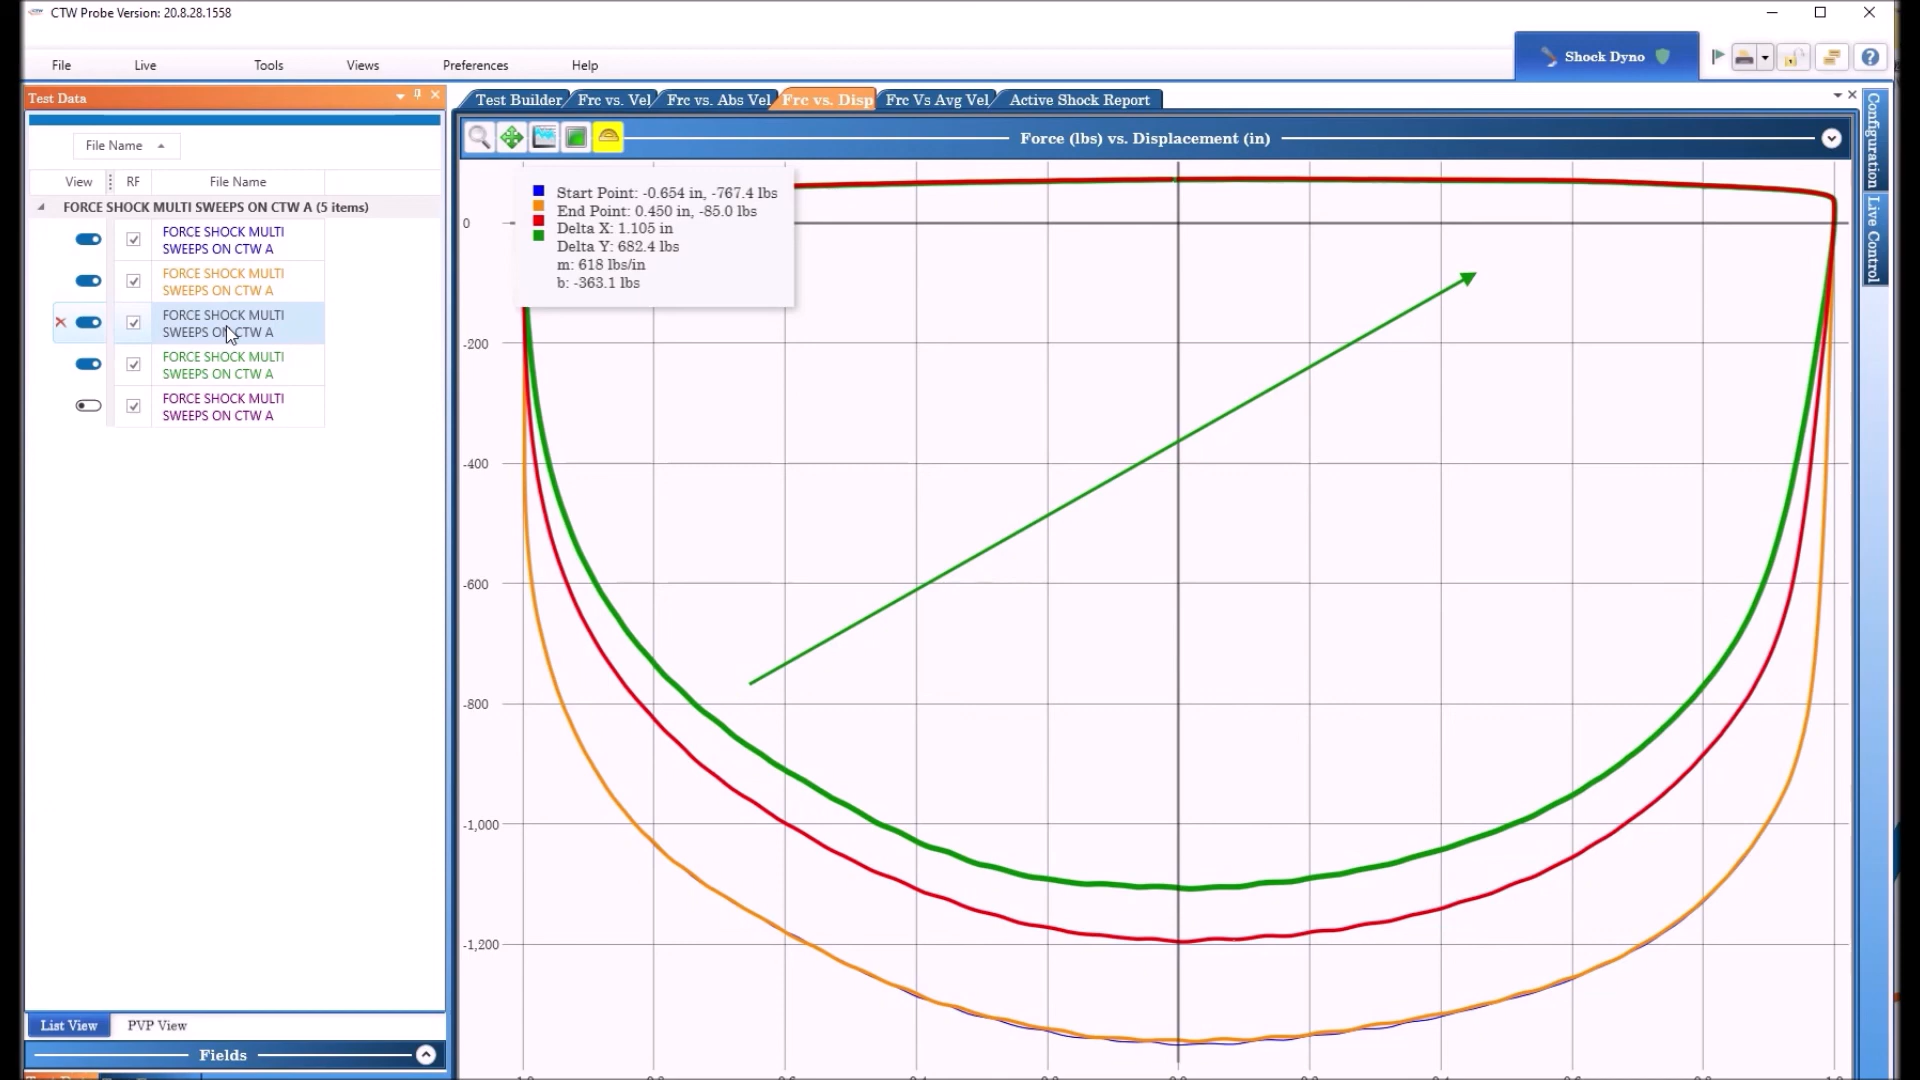 CTW Probe Version: 20.8.28.1558
File Live Tools Views Preferences Help
Shock Dyno
Test Data
Test Builder Frc vs. Vel Frc vs. Abs Vel Frc vs. Disp Frc Vs Avg Vel Active Shock Report
Force (lbs) vs. Displacement (in)
Configuration
Live Control
File Name
View RF File Name
FORCE SHOCK MULTI SWEEPS ON CTW A (5 items)
FORCE SHOCK MULTI
SWEEPS ON CTW A
FORCE SHOCK MULTI
SWEEPS ON CTW A
FORCE SHOCK MULTI
SWEEPS ON CTW A
FORCE SHOCK MULTI
SWEEPS ON CTW A
FORCE SHOCK MULTI
SWEEPS ON CTW A
Start Point: -0.654 in, -767.4 lbs
End Point: 0.450 in, -85.0 lbs
Delta X: 1.105 in
Delta Y: 682.4 lbs
m: 618 lbs/in
b: -363.1 lbs
0
-200
-400
-600
-800
-1,000
-1,200
List View PVP View
Fields